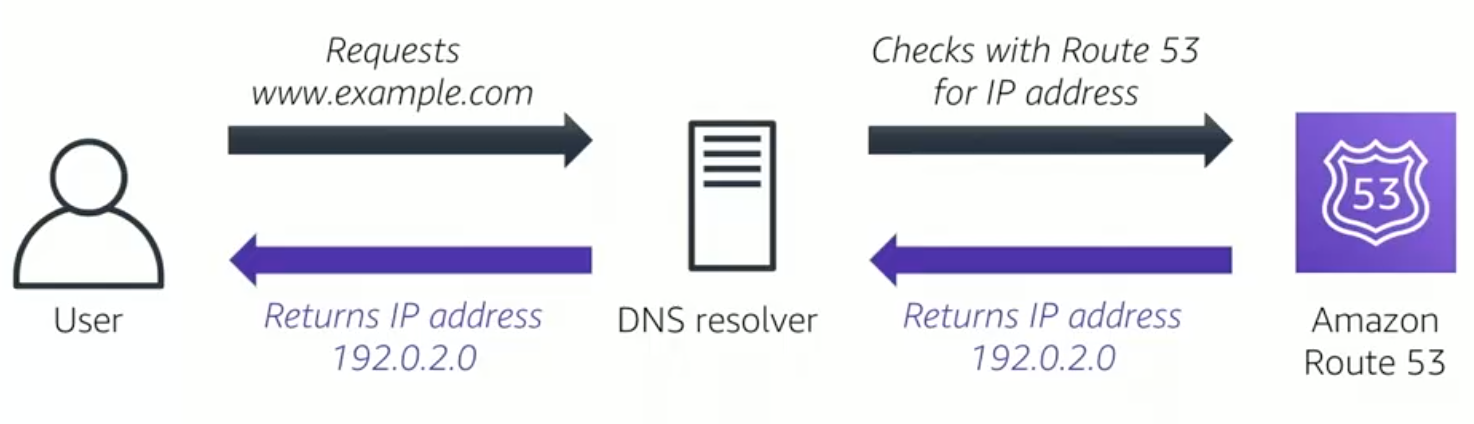 Requests
www.example.com
Checks with Route 53
for IP address
53
User
Returns IP address
192.0.2.0
DNS resolver
Returns IP address
192.0.2.0
Amazon
Route 53